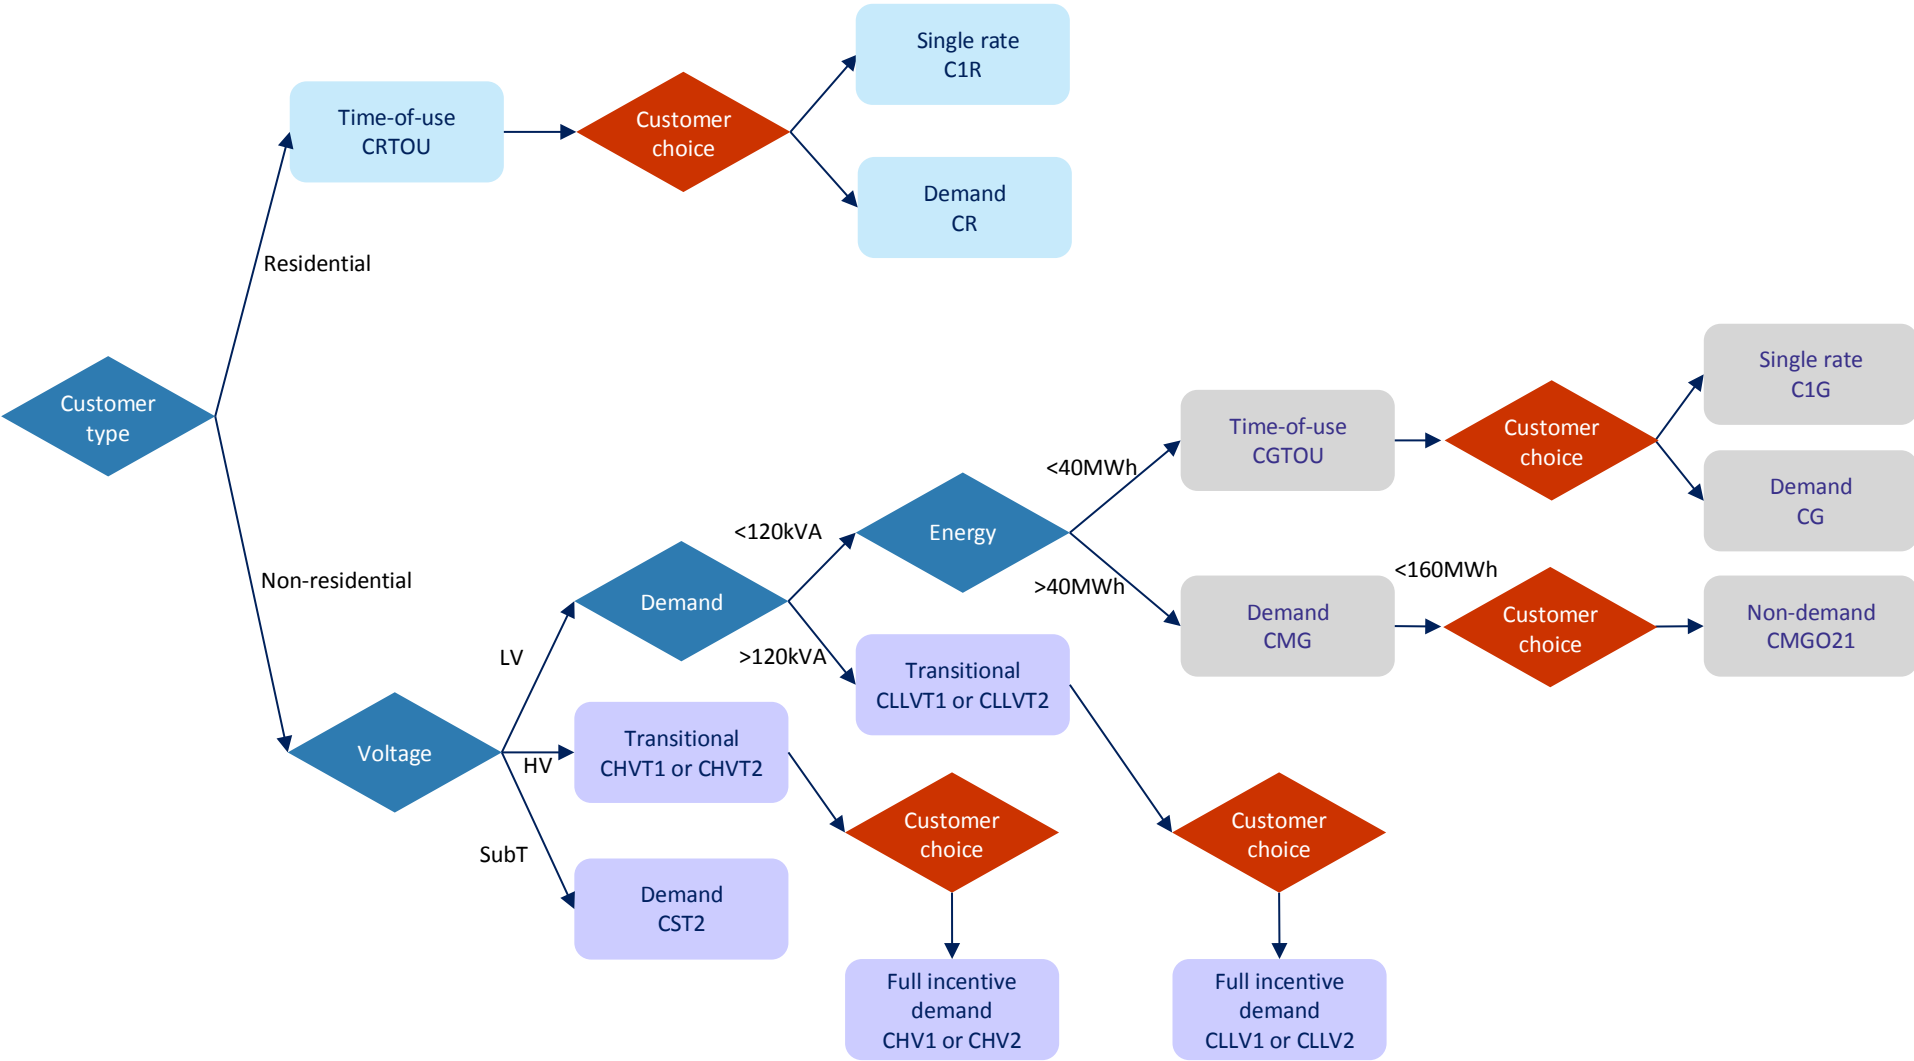 Single rate
C1R
Time-of-use
CRTOU
Customer
choice
Demand
CR
Residential
Customer
type
Single rate
C1G
Time-of-use
CGTOU
Customer
choice
<40MWh
Demand
CG
<120kVA
Energy
Non-residential
>40MWh
<160MWh
Demand
Demand
CMG
Customer
choice
Non-demand
CMGO21
LV
>120kVA
Transitional
CLLVT1 or CLLVT2
Voltage
HV
Transitional
CHVT1 or CHVT2
Customer
choice
Customer
choice
SubT
Demand
CST2
Full incentive
demand
CHV1 or CHV2
Full incentive
demand
CLLV1 or CLLV2